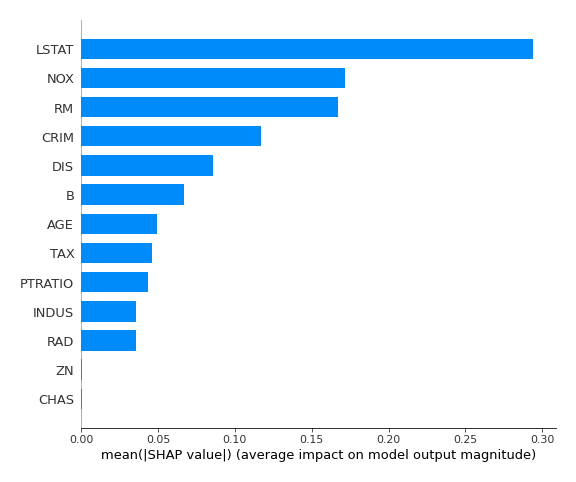 LSTAT
NOX
RM
CRIM
DIS
B
AGE
TAX
PTRATIO
INDUS
RAD
ZN
CHAS
0.00 0.05 0.10 0.15 0.20 0.25 0.30
mean(|SHAP value|) (average impact on model output magnitude)